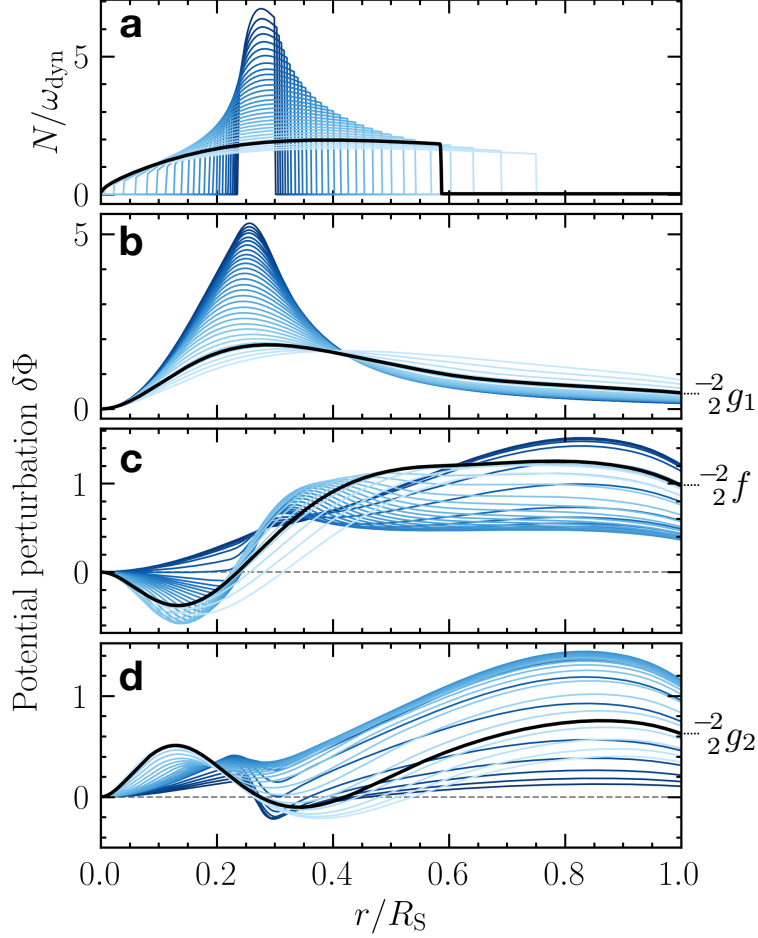 a
N/ω_dyn
5
0
b
5
0
−2 2 g1
c
1
0
−2 2 f
d
1
0
−2 2 g2
Potential perturbation δΦ
0.0 0.2 0.4 0.6 0.8 1.0
r/R_S